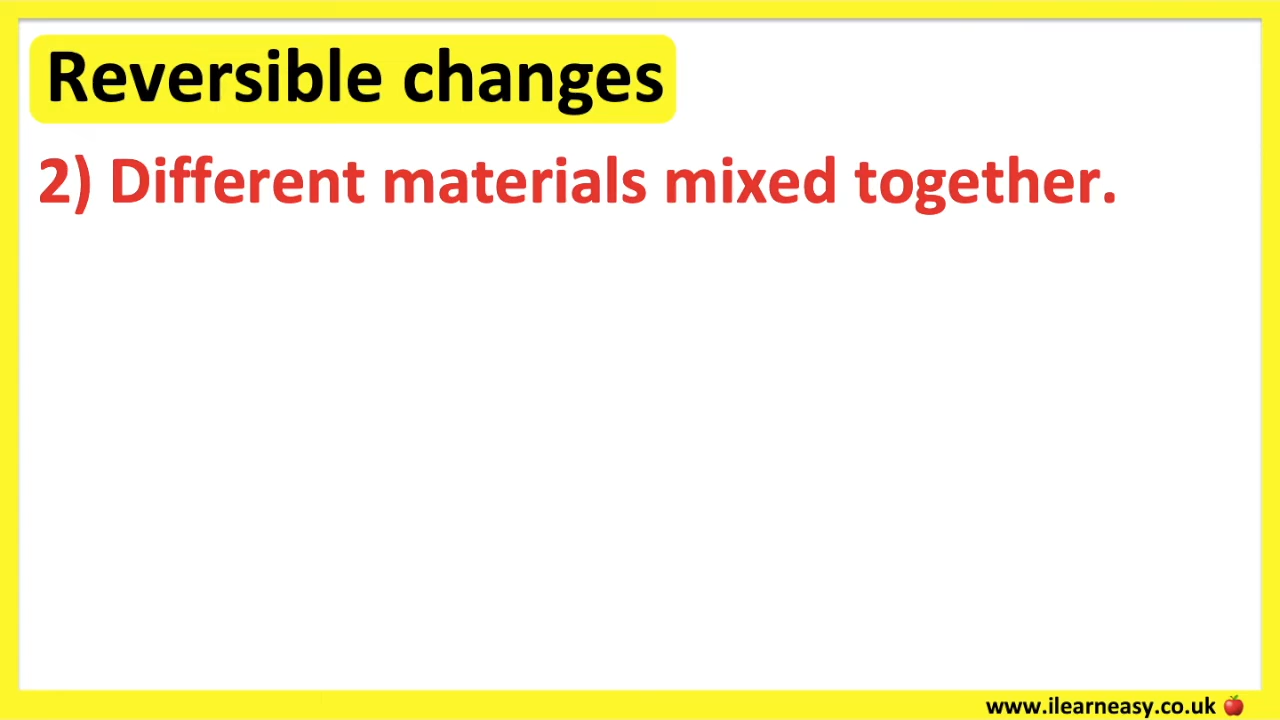 Reversible changes
2) Different materials mixed together.
www.ilearneasy.co.uk